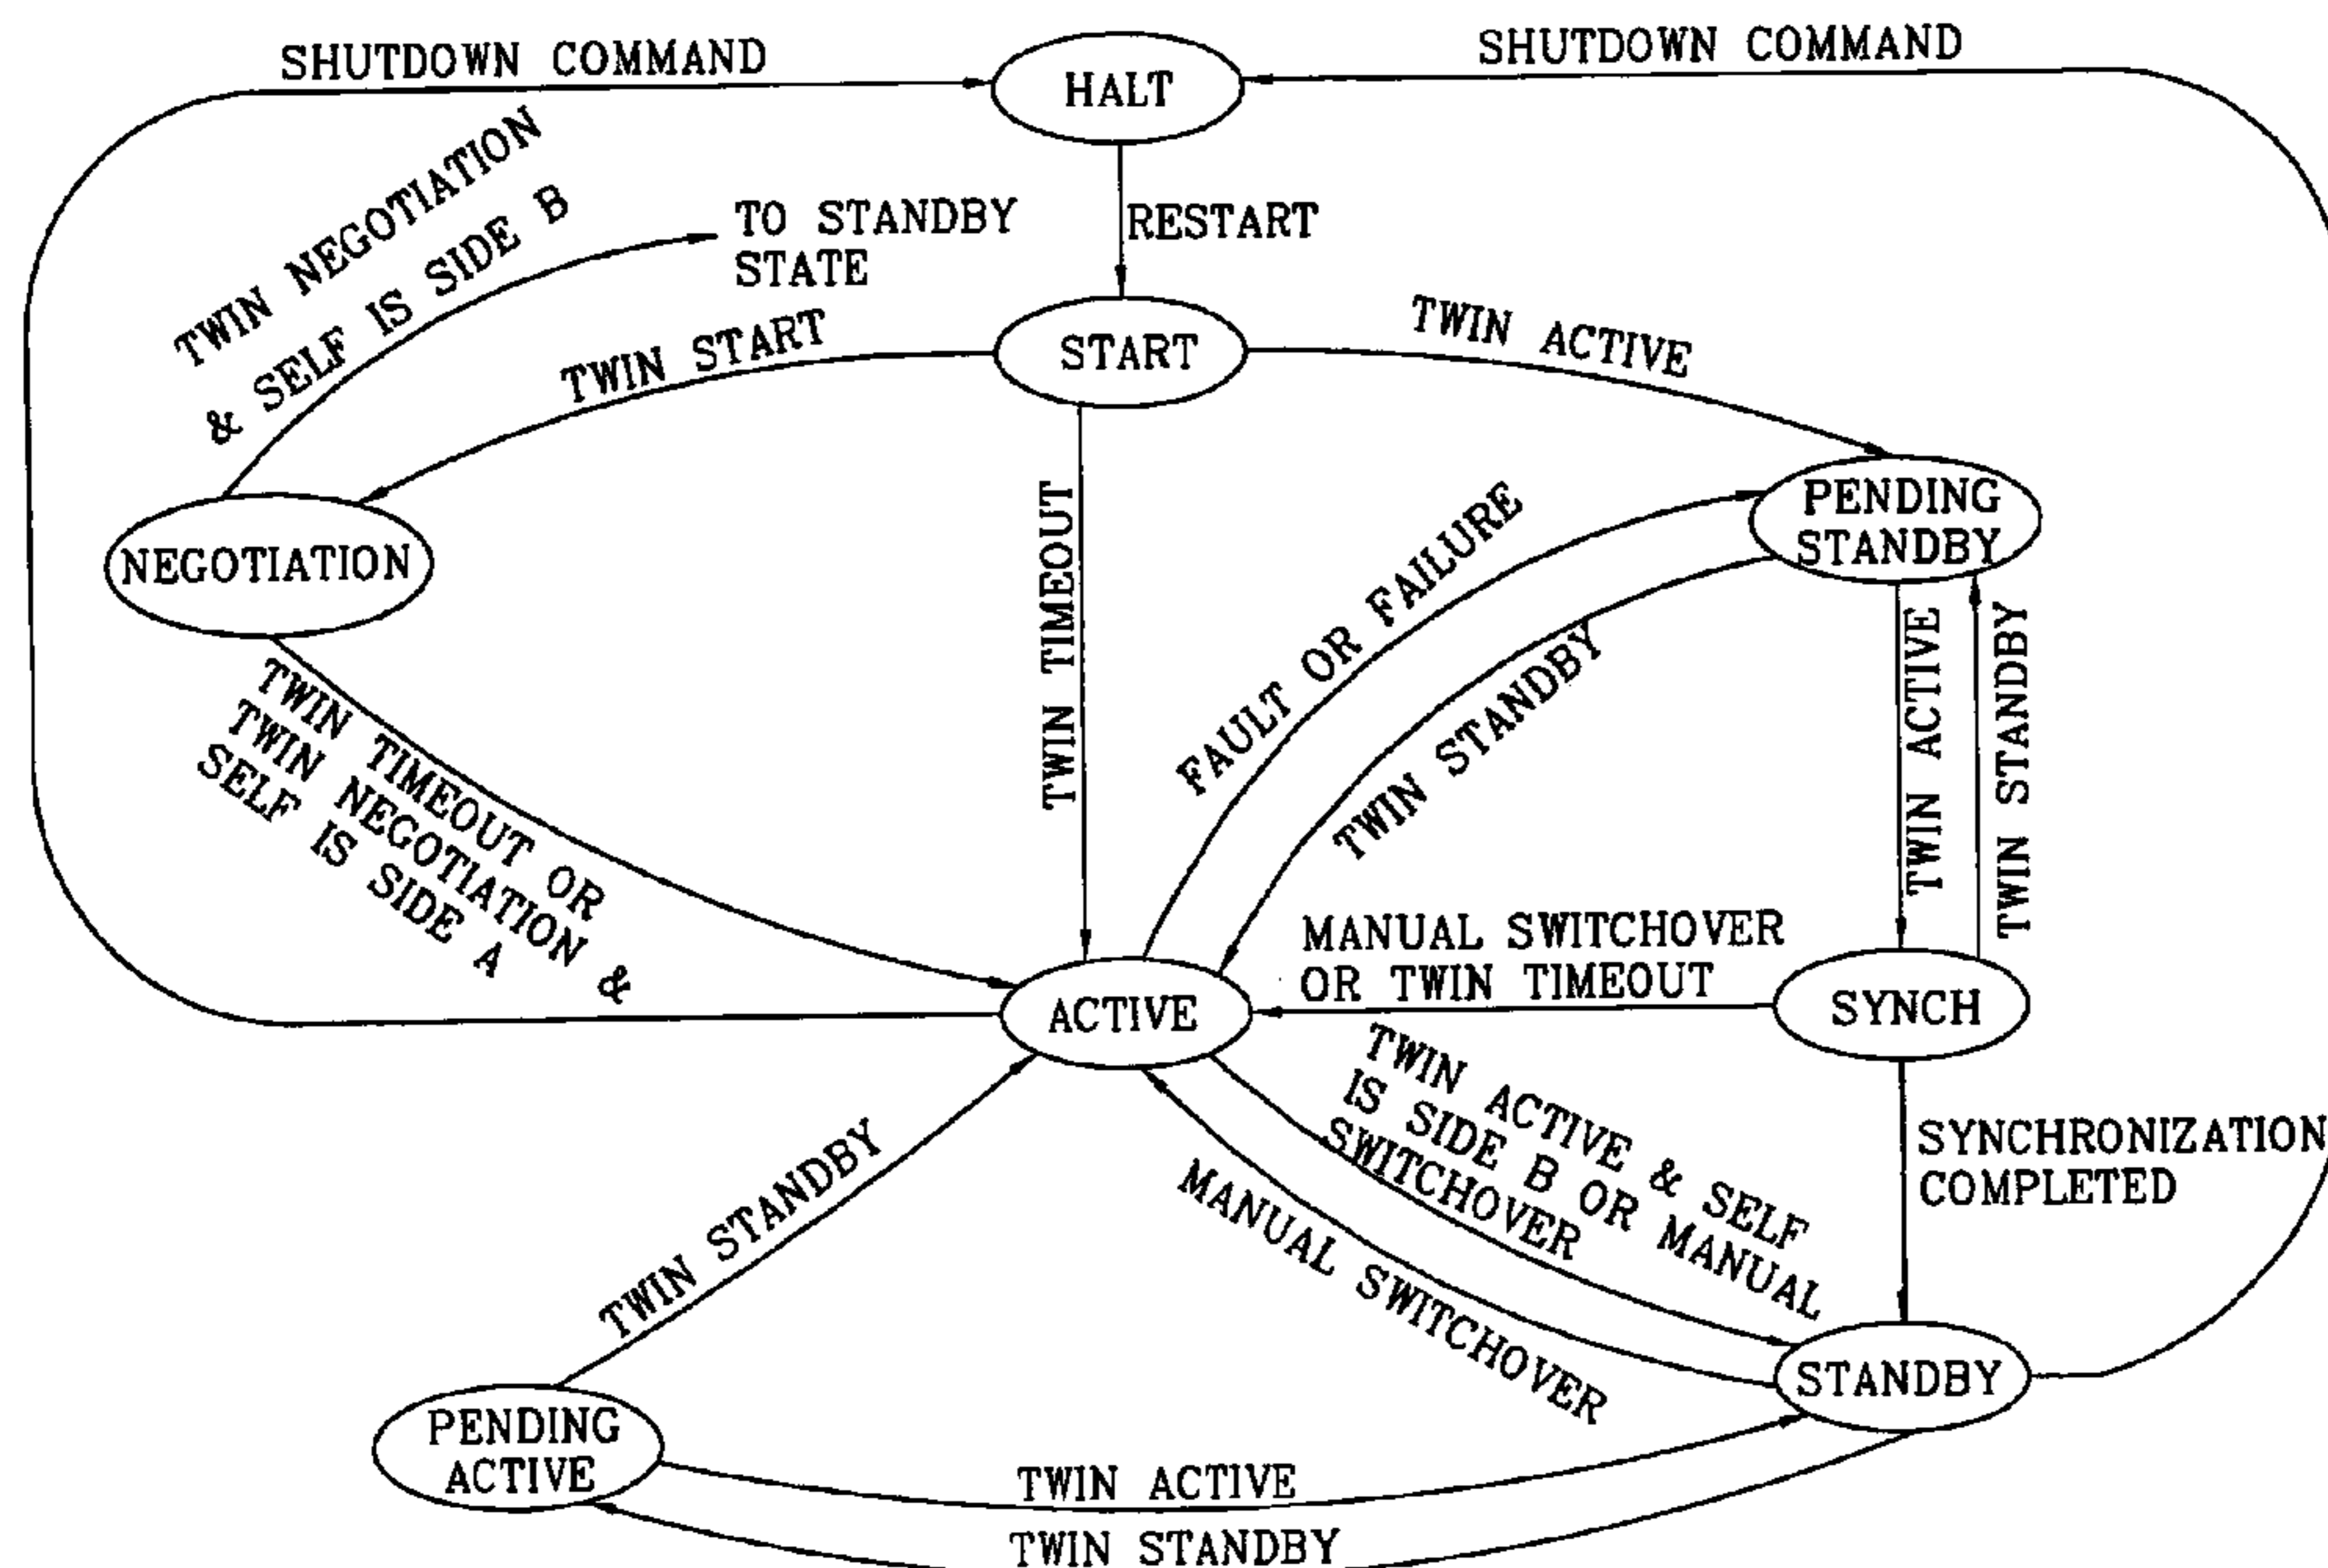 SHUTDOWN COMMAND
HALT
SHUTDOWN COMMAND
TWIN NEGOTIATION
& SELF IS SIDE B
TO STANDBY
STATE
RESTART
TWIN START
START
TWIN ACTIVE
NEGOTIATION
TWIN TIMEOUT
FAULT OR FAILURE
TWIN STANDBY
PENDING
STANDBY
TWIN ACTIVE
TWIN STANDBY
TWIN TIMEOUT OR
TWIN NEGOTIATION &
SELF IS SIDE A
MANUAL SWITCHOVER
OR TWIN TIMEOUT
ACTIVE
SYNCH
TWIN ACTIVE & SELF
IS SIDE B OR MANUAL
SWITCHOVER
MANUAL SWITCHOVER
SYNCHRONIZATION
COMPLETED
TWIN STANDBY
STANDBY
PENDING
ACTIVE
TWIN ACTIVE
TWIN STANDBY